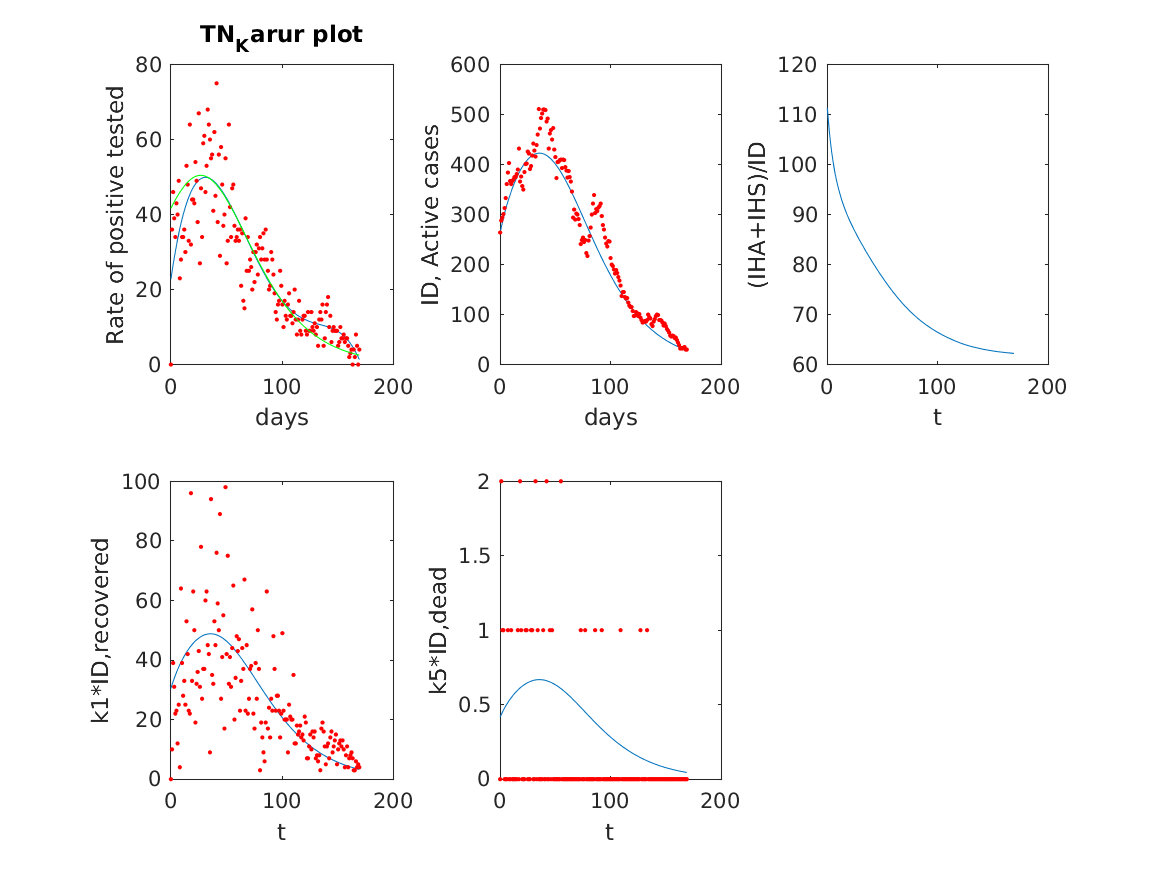 TN_Karur plot
80
60
40
20
0
0 100 200
days
Rate of positive tested
600
500
400
300
200
100
0
0 100 200
days
ID, Active cases
120
110
100
90
80
70
60
0 100 200
t
(IHA+IHS)/ID
100
80
60
40
20
0
0 100 200
t
k1*ID,recovered
2
1.5
1
0.5
0
0 100 200
t
k5*ID,dead